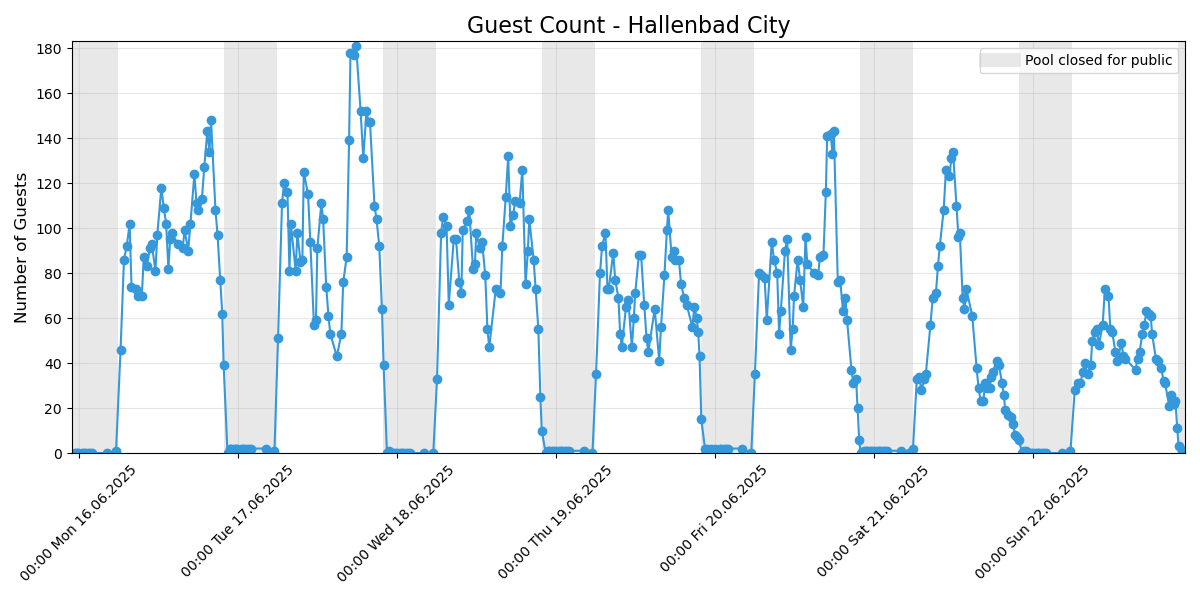 Guest Count - Hallenbad City
Pool closed for public
Number of Guests
180
160
140
120
100
80
60
40
20
0
00:00 Mon 16.06.2025
00:00 Tue 17.06.2025
00:00 Wed 18.06.2025
00:00 Thu 19.06.2025
00:00 Fri 20.06.2025
00:00 Sat 21.06.2025
00:00 Sun 22.06.2025